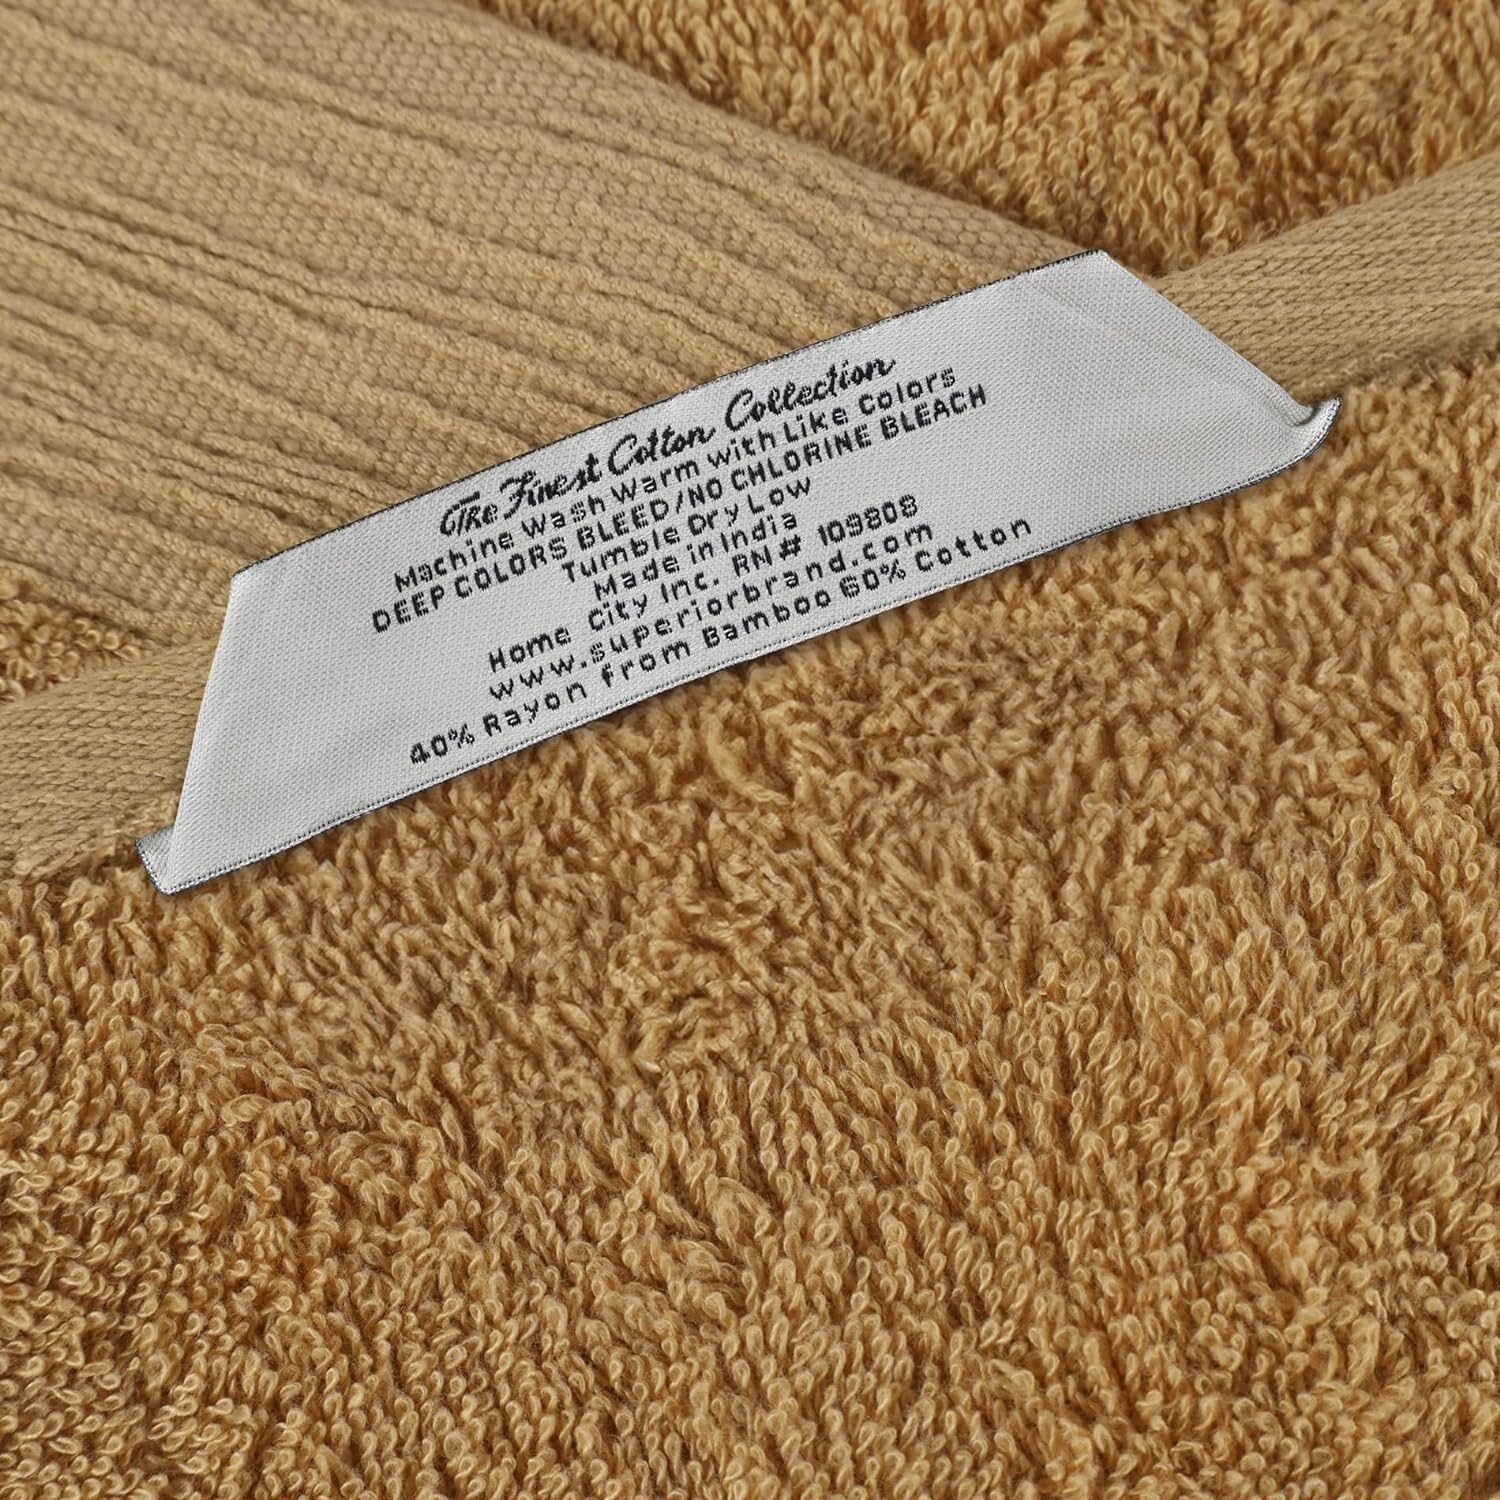 The Finest Cotton Collection
Machine Wash Warm with Like Colors
DEEP COLORS BLEED/NO CHLORINE BLEACH
Tumble Dry Low
Made in India
Home City Inc. RN# 109808
www.superiorbrand.com
40% Rayon from Bamboo 60% Cotton